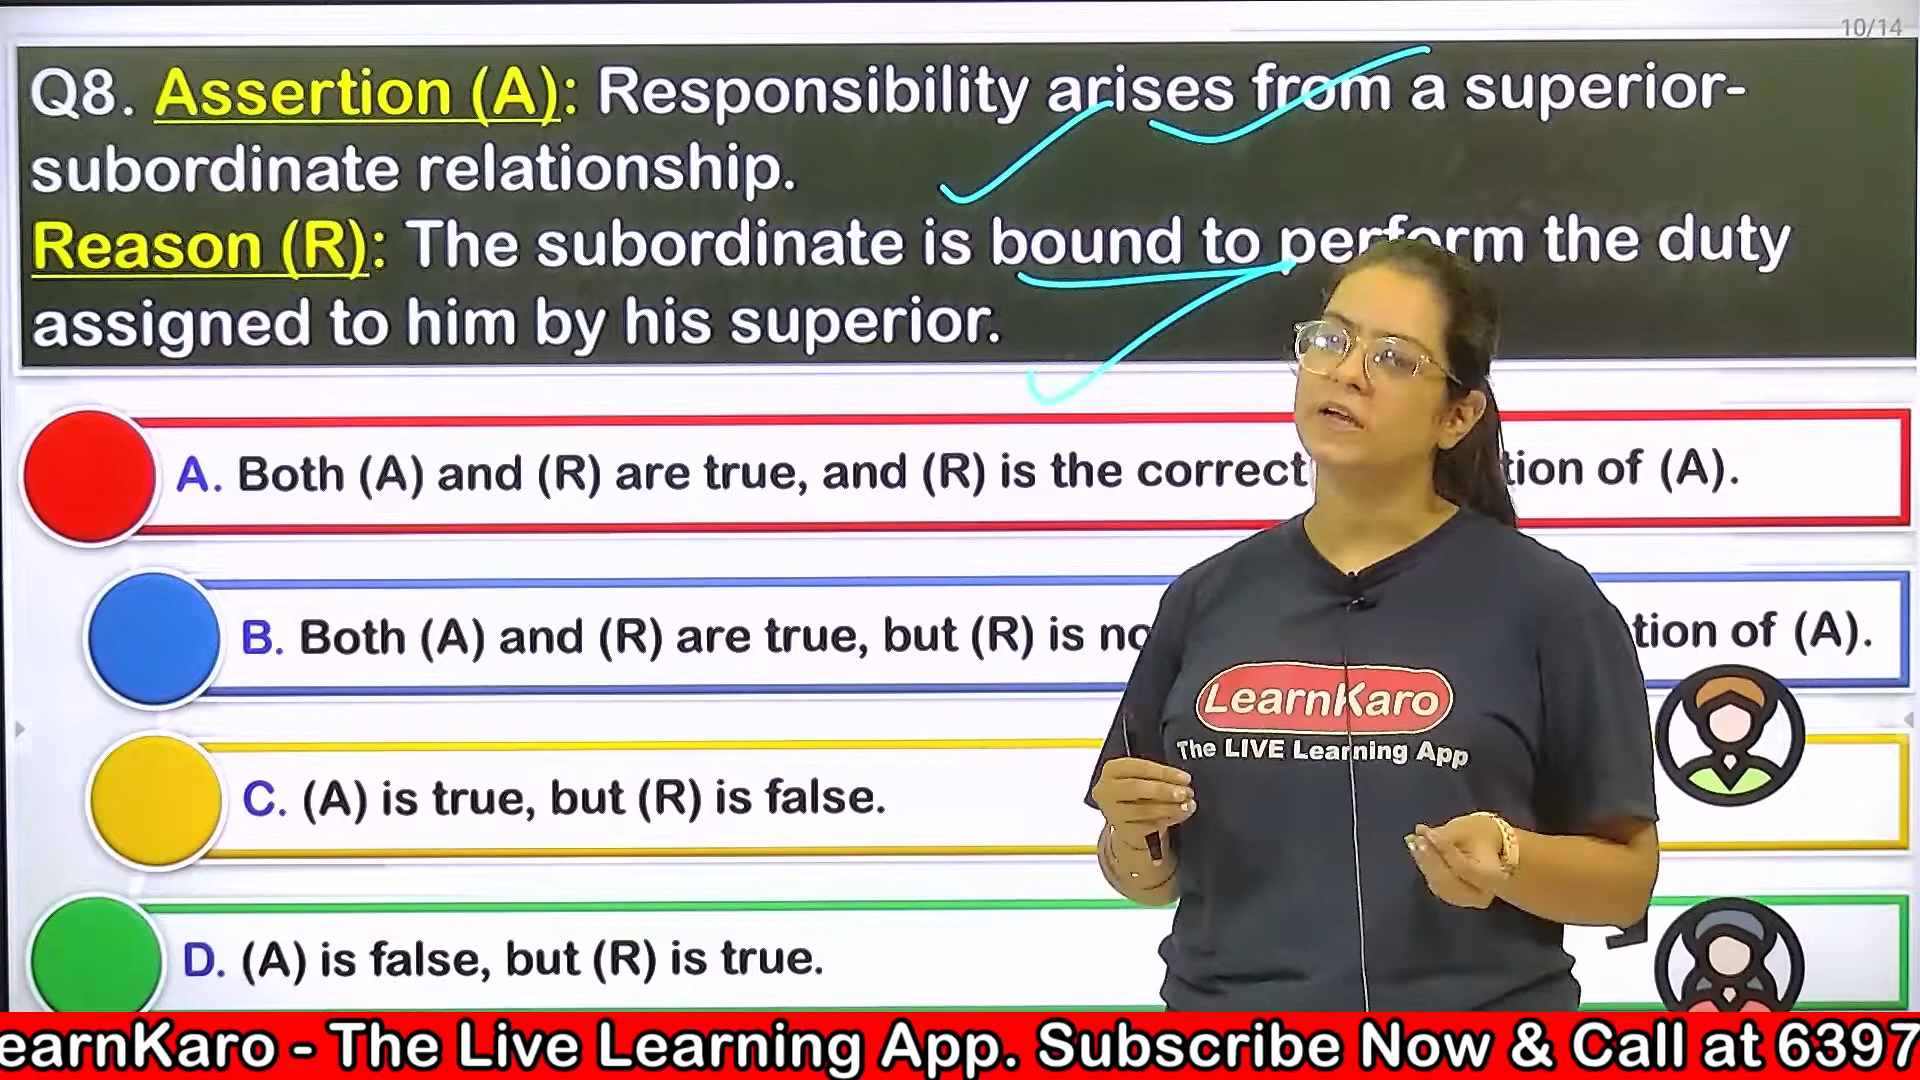 10/14
Q8. Assertion (A): Responsibility arises from a superior-
subordinate relationship.
Reason (R): The subordinate is bound to perform the duty
assigned to him by his superior.
A. Both (A) and (R) are true, and (R) is the correct tion of (A).
B. Both (A) and (R) are true, but (R) is no tion of (A).
LearnKaro
The LIVE Learning App
C. (A) is true, but (R) is false.
D. (A) is false, but (R) is true.
earnKaro - The Live Learning App. Subscribe Now & Call at 6397